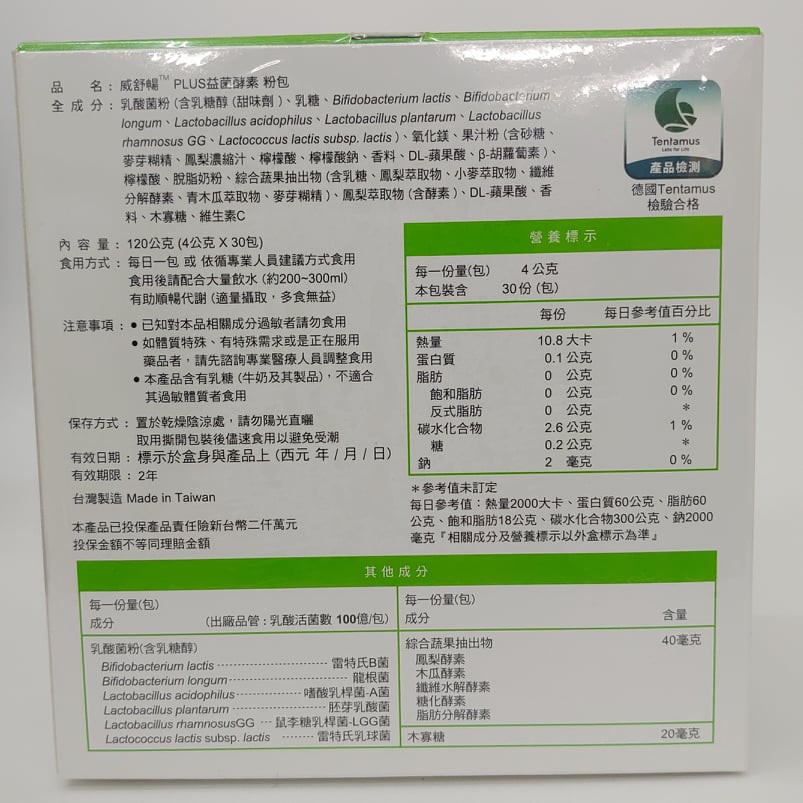 品　　名：威舒暢™ PLUS益菌酵素 粉包
全 成 分：乳酸菌粉 (含乳糖醇 (甜味劑)、乳糖、Bifidobacterium lactis、Bifidobacterium
longum、Lactobacillus acidophilus、Lactobacillus plantarum、Lactobacillus
rhamnosus GG、Lactococcus lactis subsp. lactis)、氧化鎂、果汁粉 (含砂糖、
麥芽糊精、鳳梨濃縮汁、檸檬酸、檸檬酸鈉、香料、DL-蘋果酸、β-胡蘿蔔素)、
檸檬酸、脫脂奶粉、綜合蔬果抽出物 (含乳糖、鳳梨萃取物、小麥萃取物、纖維
分解酵素、青木瓜萃取物、麥芽糊精)、鳳梨萃取物 (含酵素)、DL-蘋果酸、香
料、木寡糖、維生素C
Tentamus
Labs for Life
產品檢測
德國Tentamus
檢驗合格
內 容 量：120公克 (4公克 X 30包)
食用方式：每日一包 或 依循專業人員建議方式食用
食用後請配合大量飲水 (約200~300ml)
有助順暢代謝 (適量攝取，多食無益)
注意事項：● 已知對本品相關成分過敏者請勿食用
● 如體質特殊、有特殊需求或是正在服用
藥品者，請先諮詢專業醫療人員調整食用
● 本產品含有乳糖 (牛奶及其製品)，不適合
其過敏體質者食用
保存方式：置於乾燥陰涼處，請勿陽光直曬
取用撕開包裝後儘速食用以避免受潮
有效日期：標示於盒身與產品上 (西元 年 / 月 / 日)
有效期限：2年
台灣製造 Made in Taiwan
本產品已投保產品責任險新台幣二仟萬元
投保金額不等同理賠金額
營養標示
每一份量(包)　4 公克
本包裝含　30份 (包)
每份　每日參考值百分比
熱量　10.8 大卡　1 %
蛋白質　0.1 公克　0 %
脂肪　0 公克　0 %
飽和脂肪　0 公克　0 %
反式脂肪　0 公克　＊
碳水化合物　2.6 公克　1 %
糖　0.2 公克　＊
鈉　2 毫克　0 %
＊參考值未訂定
每日參考值：熱量2000大卡、蛋白質60公克、脂肪60
公克、飽和脂肪18公克、碳水化合物300公克、鈉2000
毫克『相關成分及營養標示以外盒標示為準』
其他成分
每一份量(包)
成分　(出廠品管：乳酸活菌數 100億/包)
乳酸菌粉(含乳糖醇)
Bifidobacterium lactis ---------- 雷特氏B菌
Bifidobacterium longum ---------- 龍根菌
Lactobacillus acidophilus ---------- 嗜酸乳桿菌-A菌
Lactobacillus plantarum ---------- 胚芽乳酸菌
Lactobacillus rhamnosusGG --- 鼠李糖乳桿菌-LGG菌
Lactococcus lactis subsp. lactis ------- 雷特氏乳球菌
每一份量(包)
成分　含量
綜合蔬果抽出物　40毫克
鳳梨酵素
木瓜酵素
纖維水解酵素
糖化酵素
脂肪分解酵素
木寡糖　20毫克